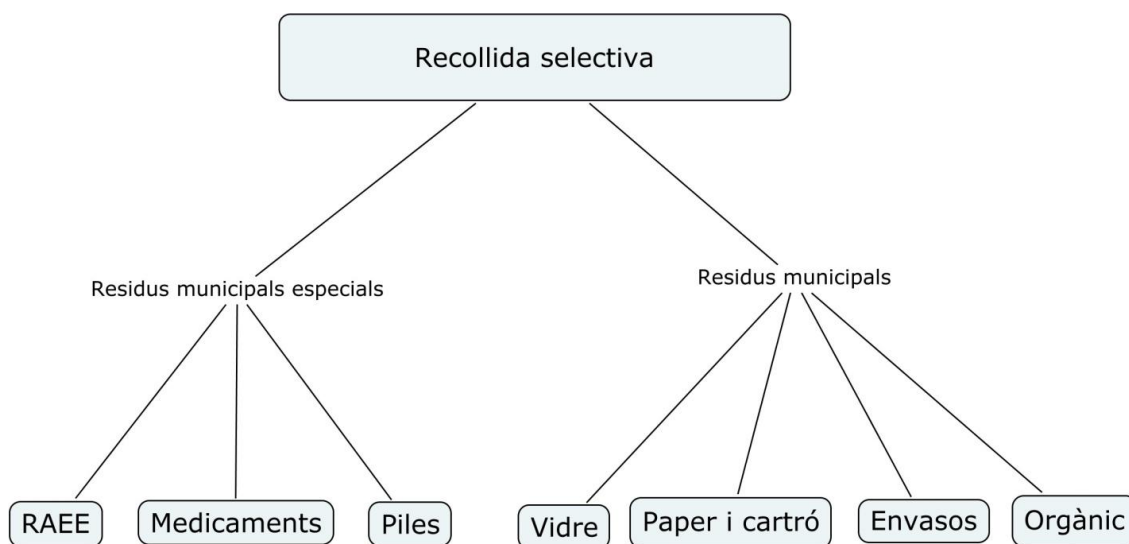 Recollida selectiva
Residus municipals especials
Residus municipals
RAEE
Medicaments
Piles
Vidre
Paper i cartró
Envasos
Orgànic